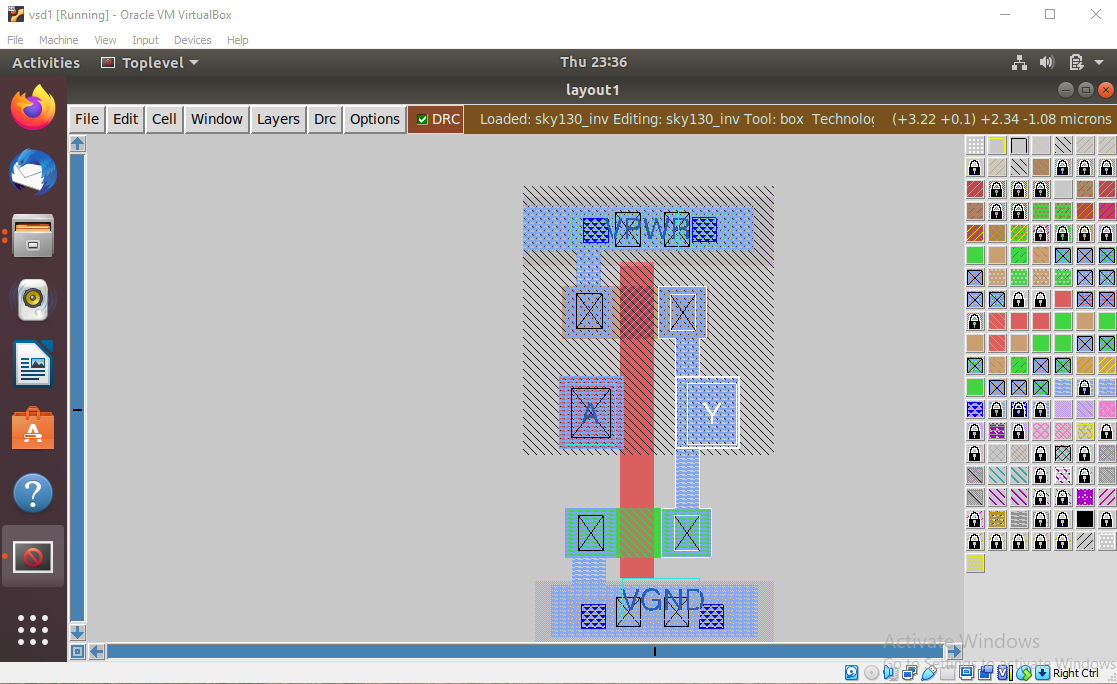 vsd1 [Running] - Oracle VM VirtualBox
File Machine View Input Devices Help
Activities Toplevel Thu 23:36
layout1
File Edit Cell Window Layers Drc Options DRC Loaded: sky130_inv Editing: sky130_inv Tool: box Technolog (+3.22 +0.1) +2.34 -1.08 microns
VPWR
A Y
VGND
Activate Windows
Go to Settings to activate Windows.
Right Ctrl